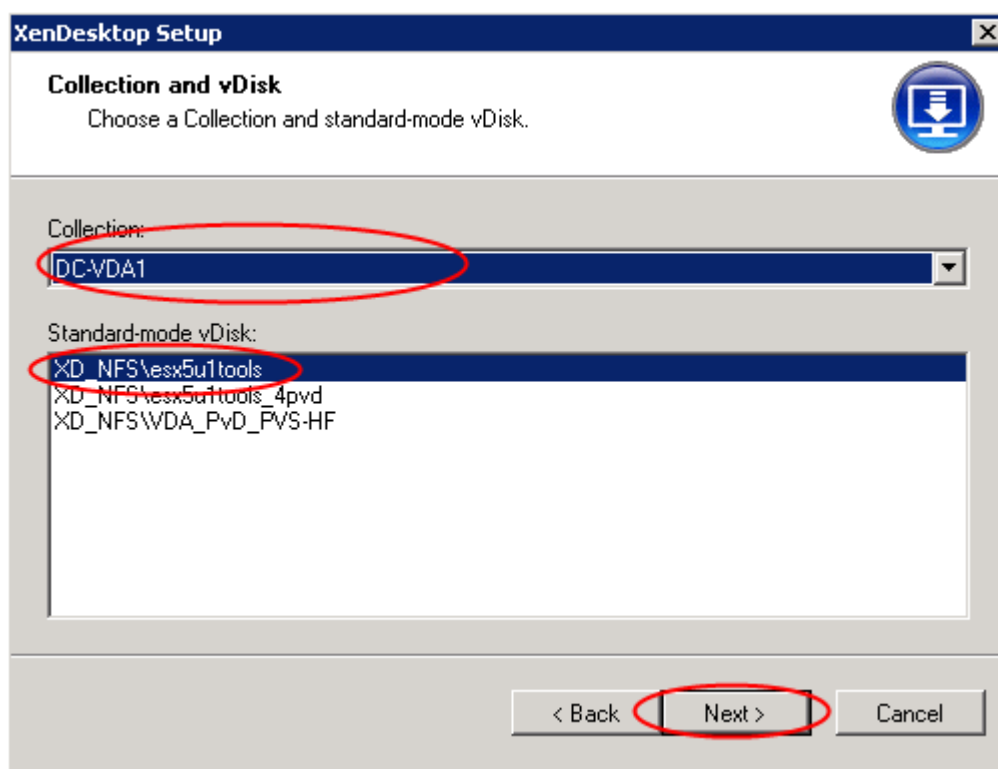 XenDesktop Setup
Collection and vDisk
Choose a Collection and standard-mode vDisk.
Collection:
DC-VDA1
Standard-mode vDisk:
XD_NFS\esx5u1tools
XD_NFS\esx5u1tools_4pvd
XD_NFS\VDA_PvD_PVS-HF
< Back Next > Cancel